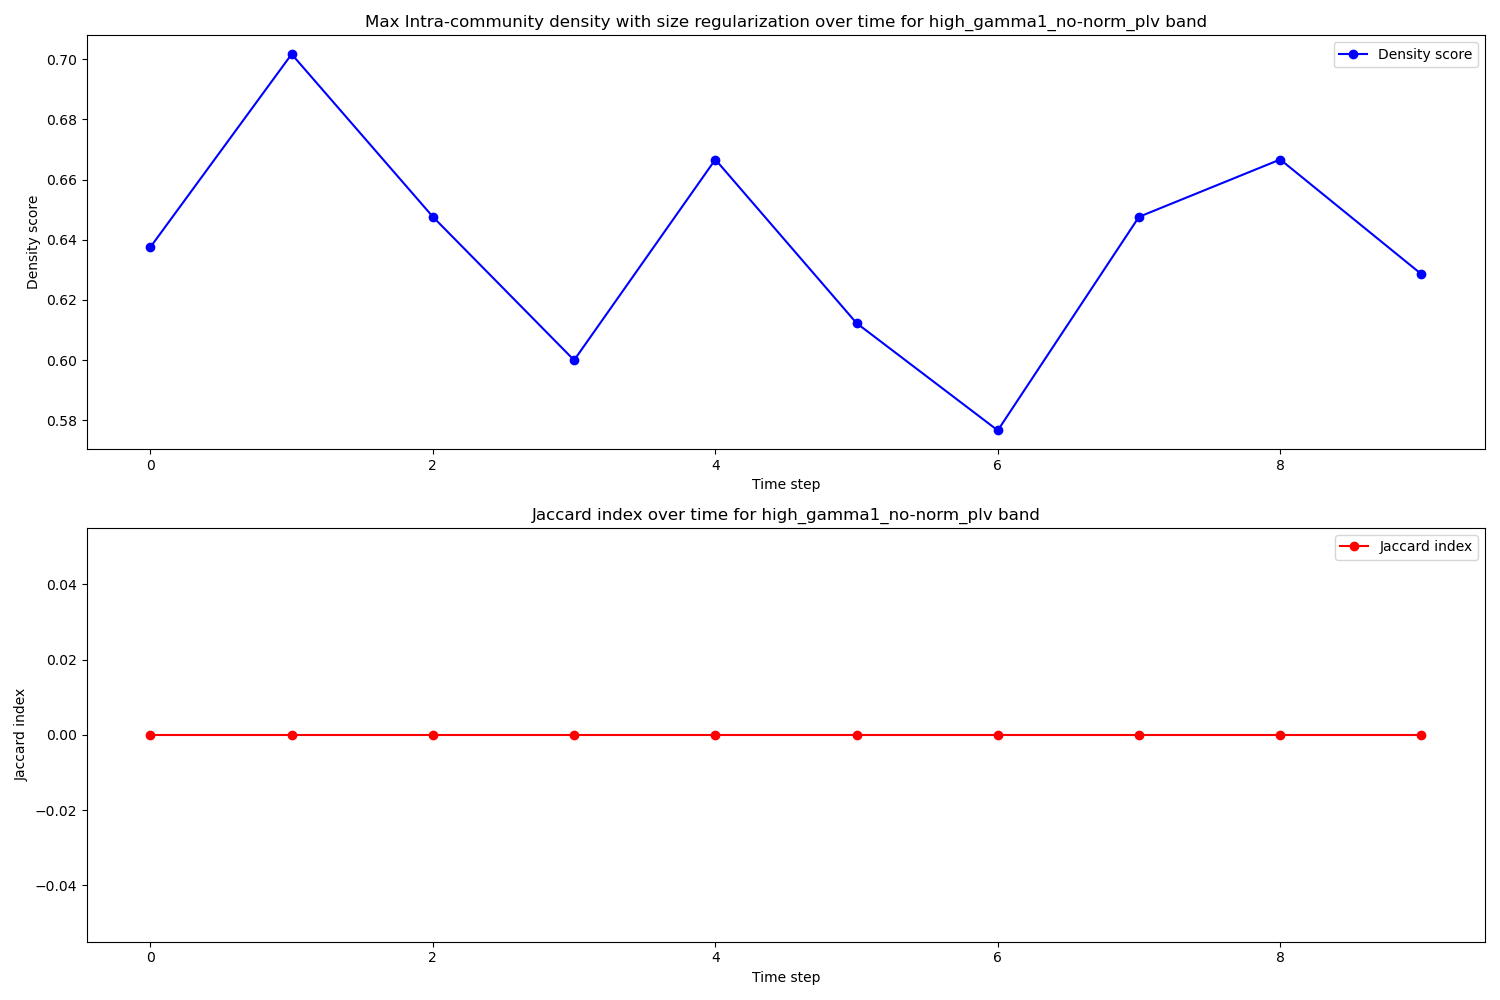 Max Intra-community density with size regularization over time for high_gamma1_no-norm_plv band
Density score
0.70
0.68
0.66
0.64
0.62
0.60
0.58
Density score
0 2 4 6 8
Time step
Jaccard index over time for high_gamma1_no-norm_plv band
Jaccard index
0.04
0.02
0.00
−0.02
−0.04
Jaccard index
0 2 4 6 8
Time step